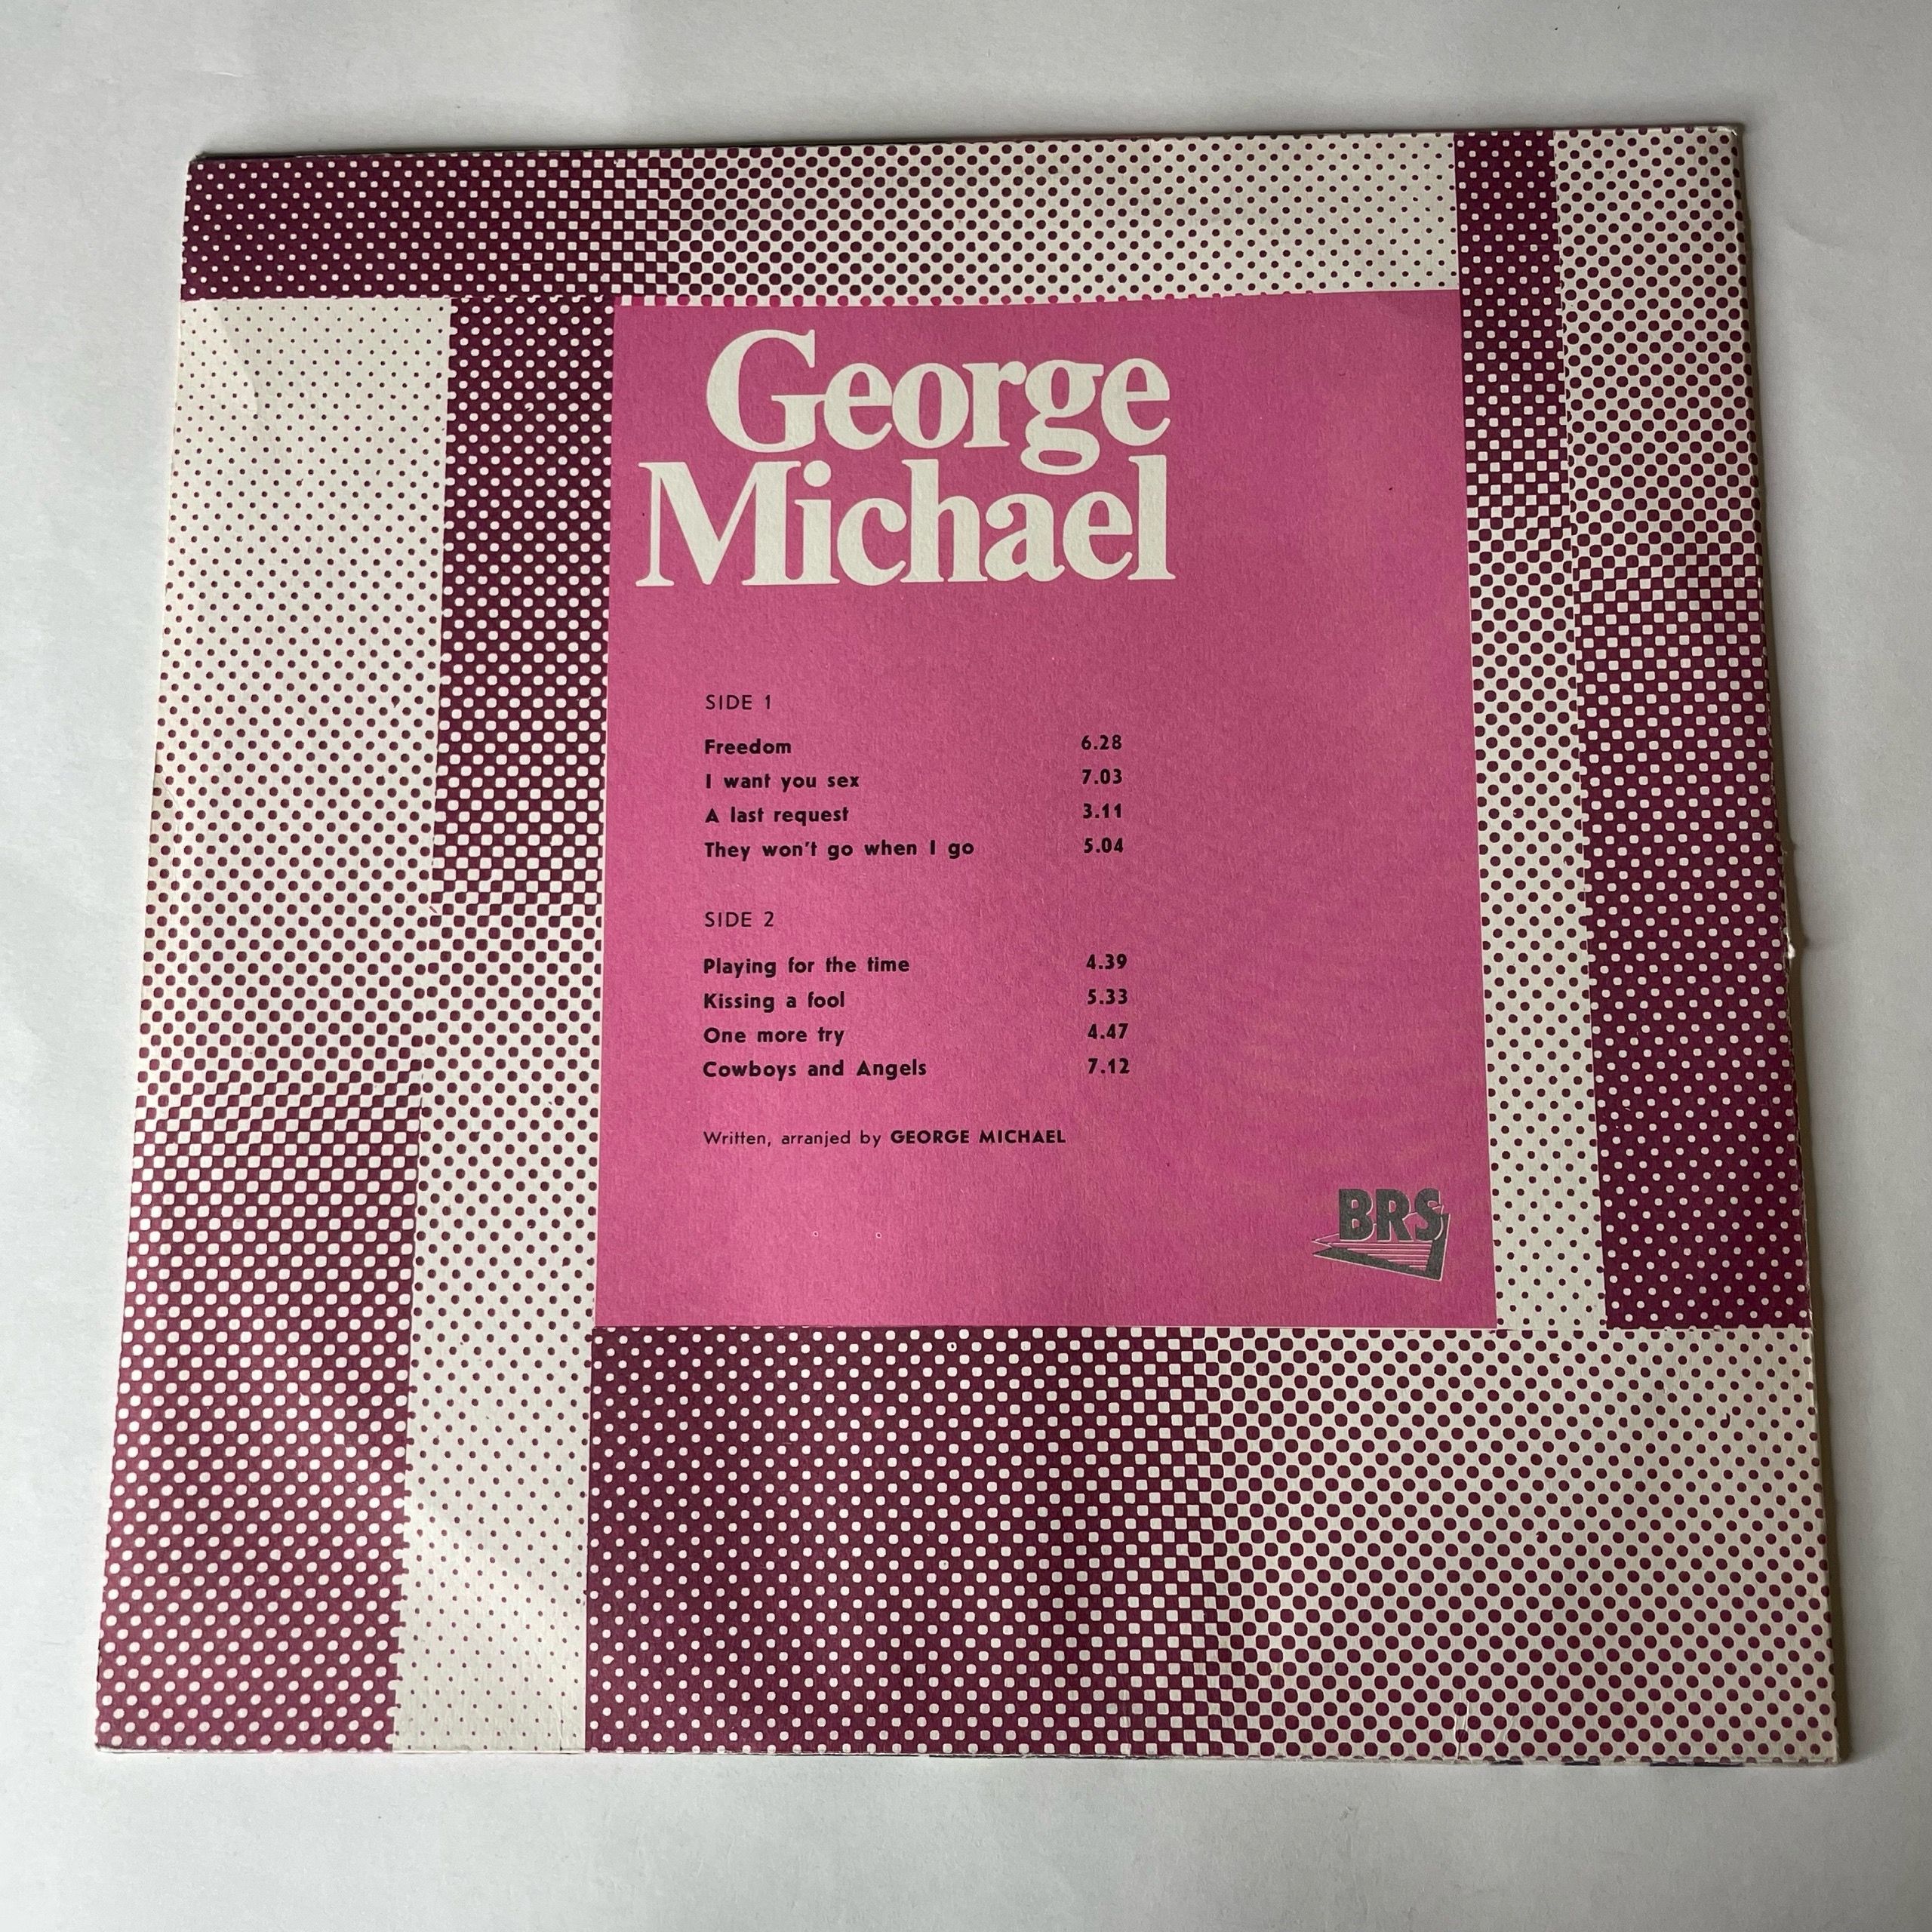 George
Michael
SIDE 1
Freedom 6.28
I want you sex 7.03
A last request 3.11
They won't go when I go 5.04
SIDE 2
Playing for the time 4.39
Kissing a fool 5.33
One more try 4.47
Cowboys and Angels 7.12
Written, arranjed by GEORGE MICHAEL
BRS